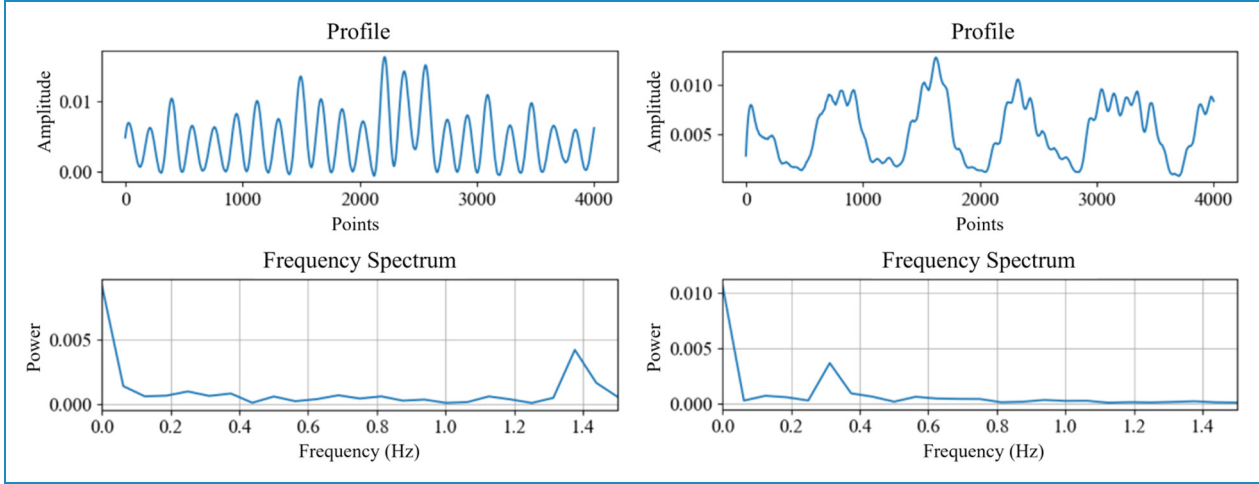 Profile
Amplitude
0.01
0.00
0 1000 2000 3000 4000
Points
Profile
Amplitude
0.010
0.005
0 1000 2000 3000 4000
Points
Frequency Spectrum
Power
0.005
0.000
0.0 0.2 0.4 0.6 0.8 1.0 1.2 1.4
Frequency (Hz)
Frequency Spectrum
Power
0.010
0.005
0.000
0.0 0.2 0.4 0.6 0.8 1.0 1.2 1.4
Frequency (Hz)